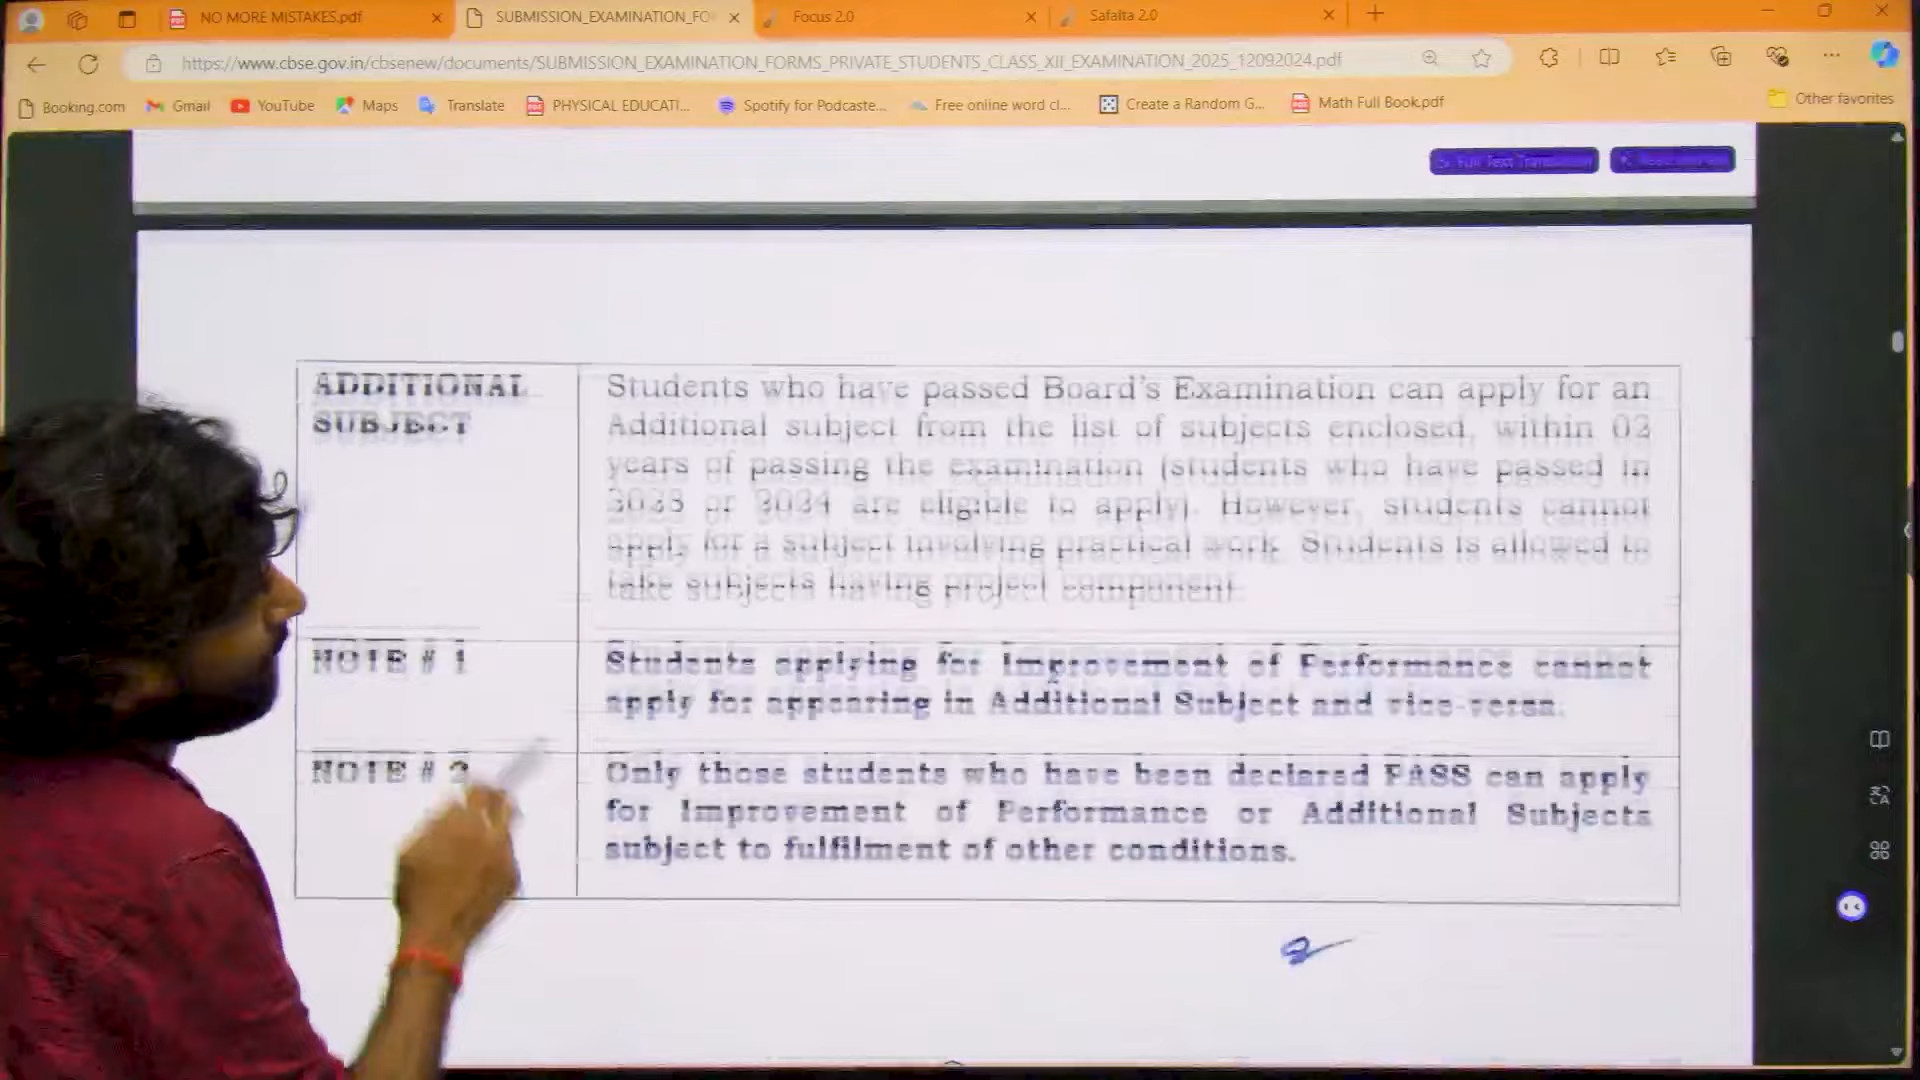 NO MORE MISTAKES.pdf
SUBMISSION_EXAMINATION_FO
Focus 2.0
Safalta 2.0
https://www.cbse.gov.in/cbsenew/documents/SUBMISSION_EXAMINATION_FORMS_PRIVATE_STUDENTS_CLASS_XII_EXAMINATION_2025_12092024.pdf
Booking.com
Gmail
YouTube
Maps
Translate
PHYSICAL EDUCATI...
Spotify for Podcaste...
Free online word cl...
Create a Random G...
Math Full Book.pdf
Other favorites
Full Text Translation
ADDITIONAL
SUBJECT
Students who have passed Board's Examination can apply for an
Additional subject from the list of subjects enclosed, within 02
years of passing the examination (students who have passed in
2023 or 2024 are eligible to apply). However, students cannot
apply for a subject involving practical work. Students is allowed to
take subjects having project component.
NOTE # 1
Students applying for Improvement of Performance cannot
apply for appearing in Additional Subject and vice-versa.
NOTE # 2
Only those students who have been declared PASS can apply
for Improvement of Performance or Additional Subjects
subject to fulfilment of other conditions.